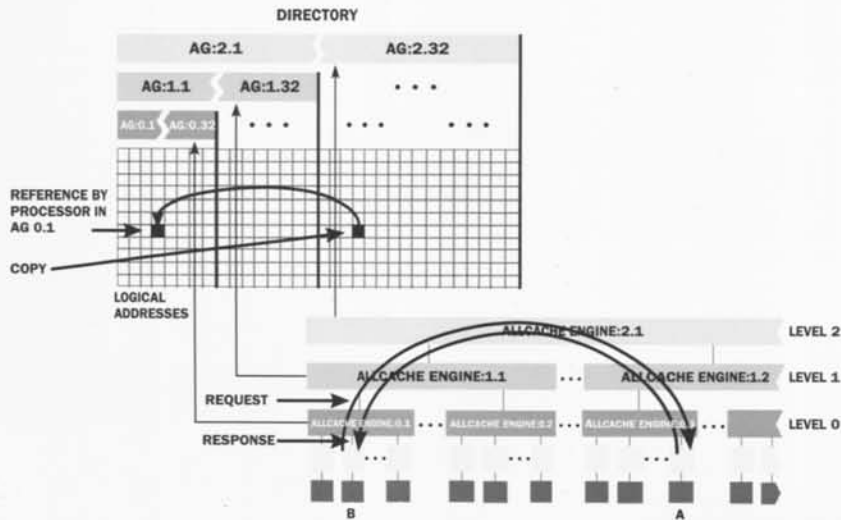 DIRECTORY
AG:2.1
AG:2.32
AG:1.1
AG:1.32
AG:0.1
AG:0.32
REFERENCE BY
PROCESSOR IN
AG 0.1
COPY
LOGICAL
ADDRESSES
ALLCACHE ENGINE:2.1
LEVEL 2
ALLCACHE ENGINE:1.1
ALLCACHE ENGINE:1.2
LEVEL 1
REQUEST
ALLCACHE ENGINE:0.1
ALLCACHE ENGINE:0.2
ALLCACHE
LEVEL 0
RESPONSE
B
A